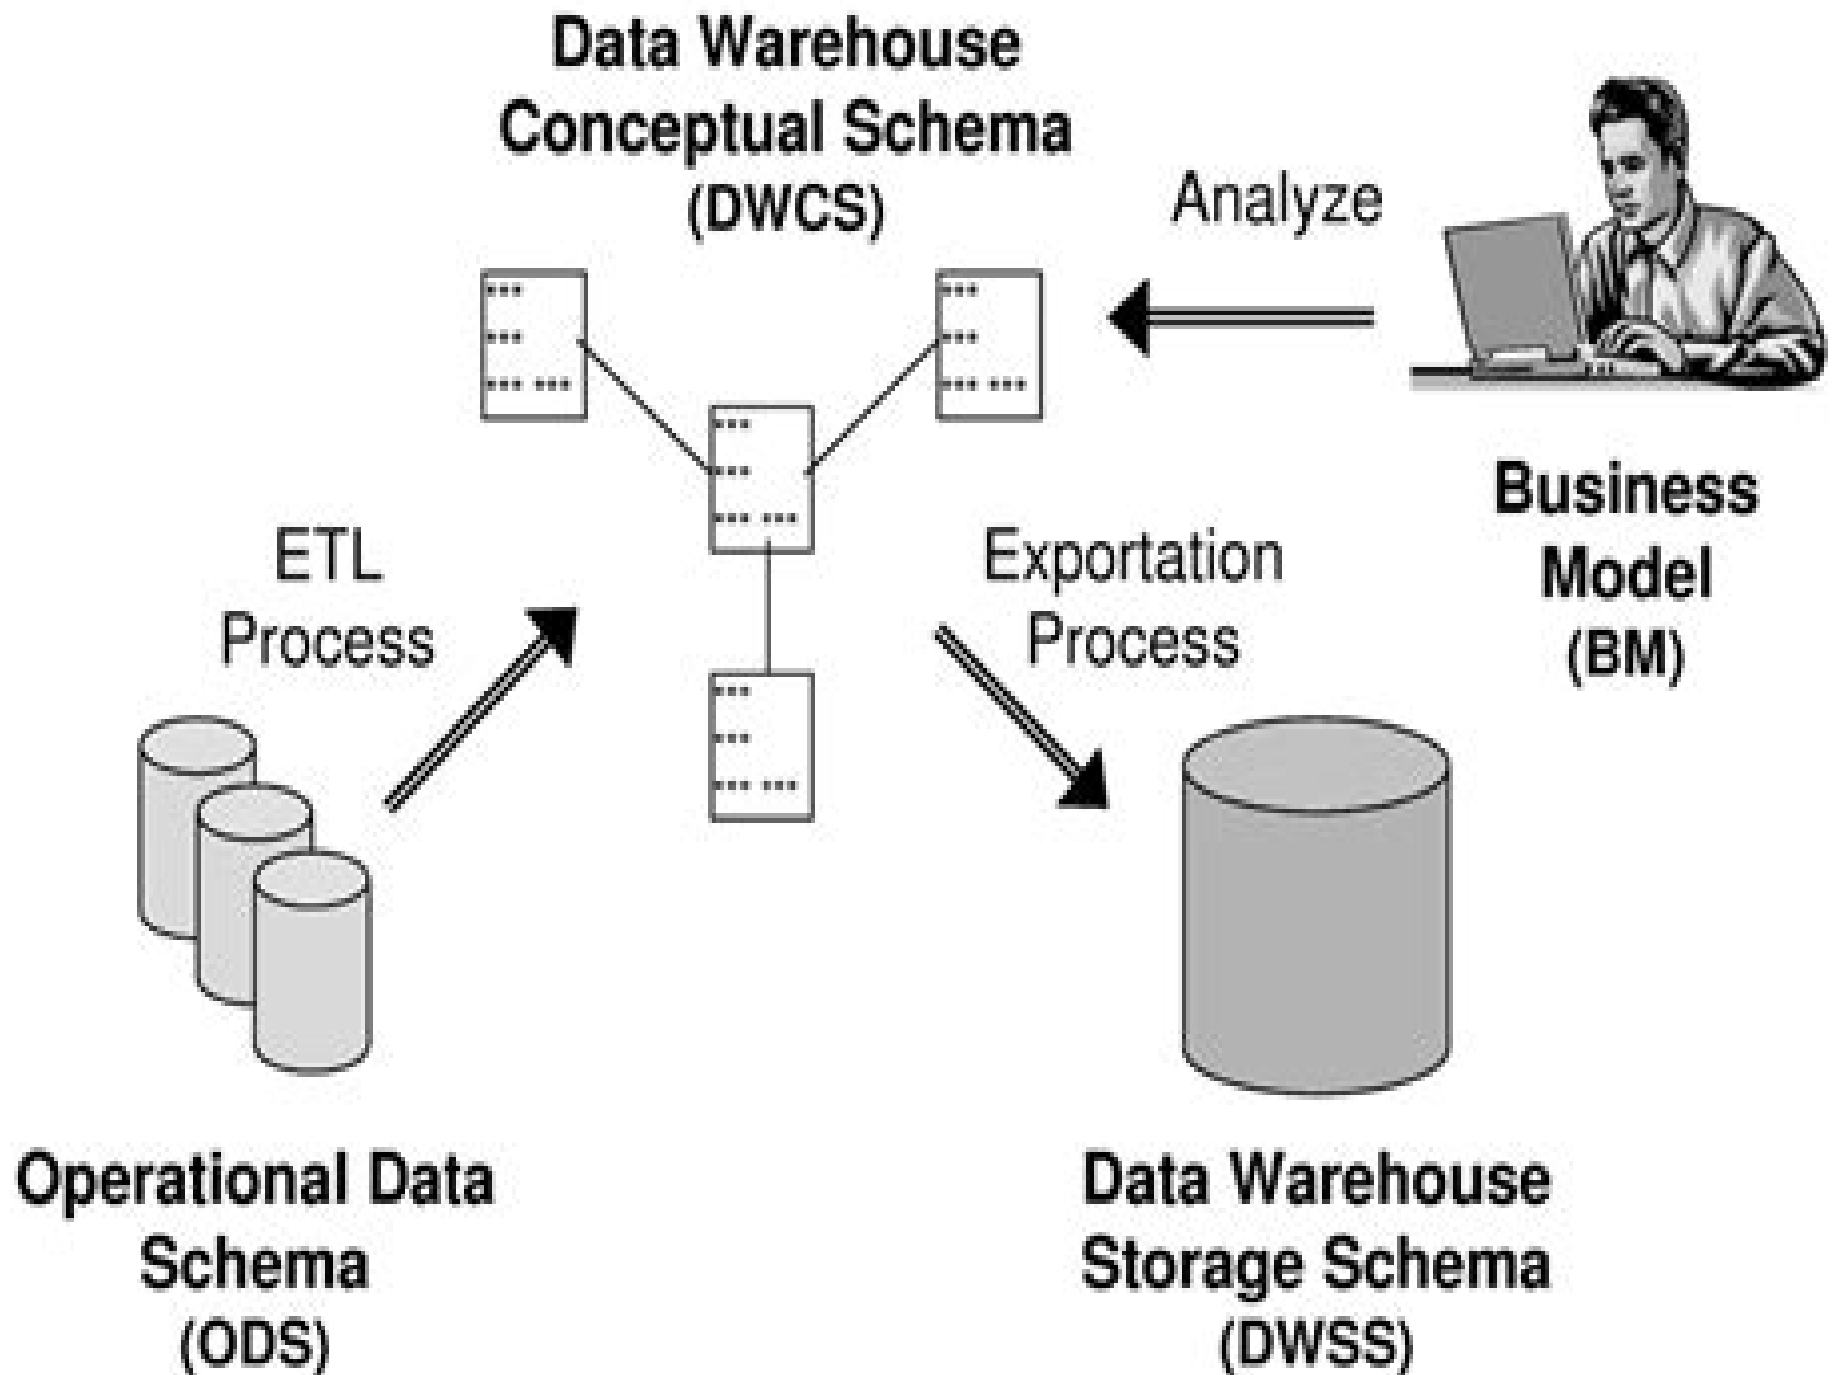 Data Warehouse
Conceptual Schema
(DWCS)
Analyze
Business
Model
(BM)
ETL
Process
Exportation
Process
Operational Data
Schema
(ODS)
Data Warehouse
Storage Schema
(DWSS)